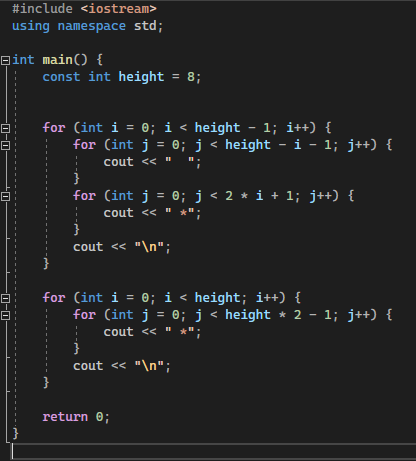 #include <iostream>
using namespace std;

int main() {
    const int height = 8;


    for (int i = 0; i < height - 1; i++) {
        for (int j = 0; j < height - i - 1; j++) {
            cout << "  ";
        }
        for (int j = 0; j < 2 * i + 1; j++) {
            cout << " *";
        }
        cout << "\n";
    }

    for (int i = 0; i < height; i++) {
        for (int j = 0; j < height * 2 - 1; j++) {
            cout << " *";
        }
        cout << "\n";
    }

    return 0;
}